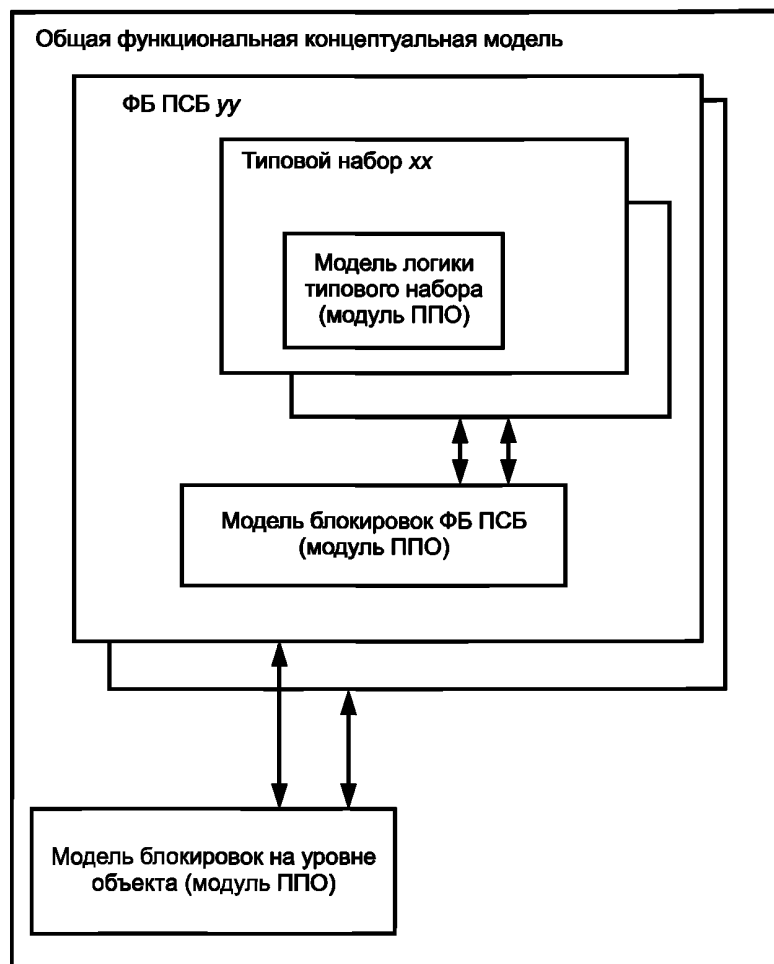 Общая функциональная концептуальная модель
ФБ ПСБ yy
Типовой набор xx
Модель логики
типового набора
(модуль ППО)
Модель блокировок ФБ ПСБ
(модуль ППО)
Модель блокировок на уровне
объекта (модуль ППО)